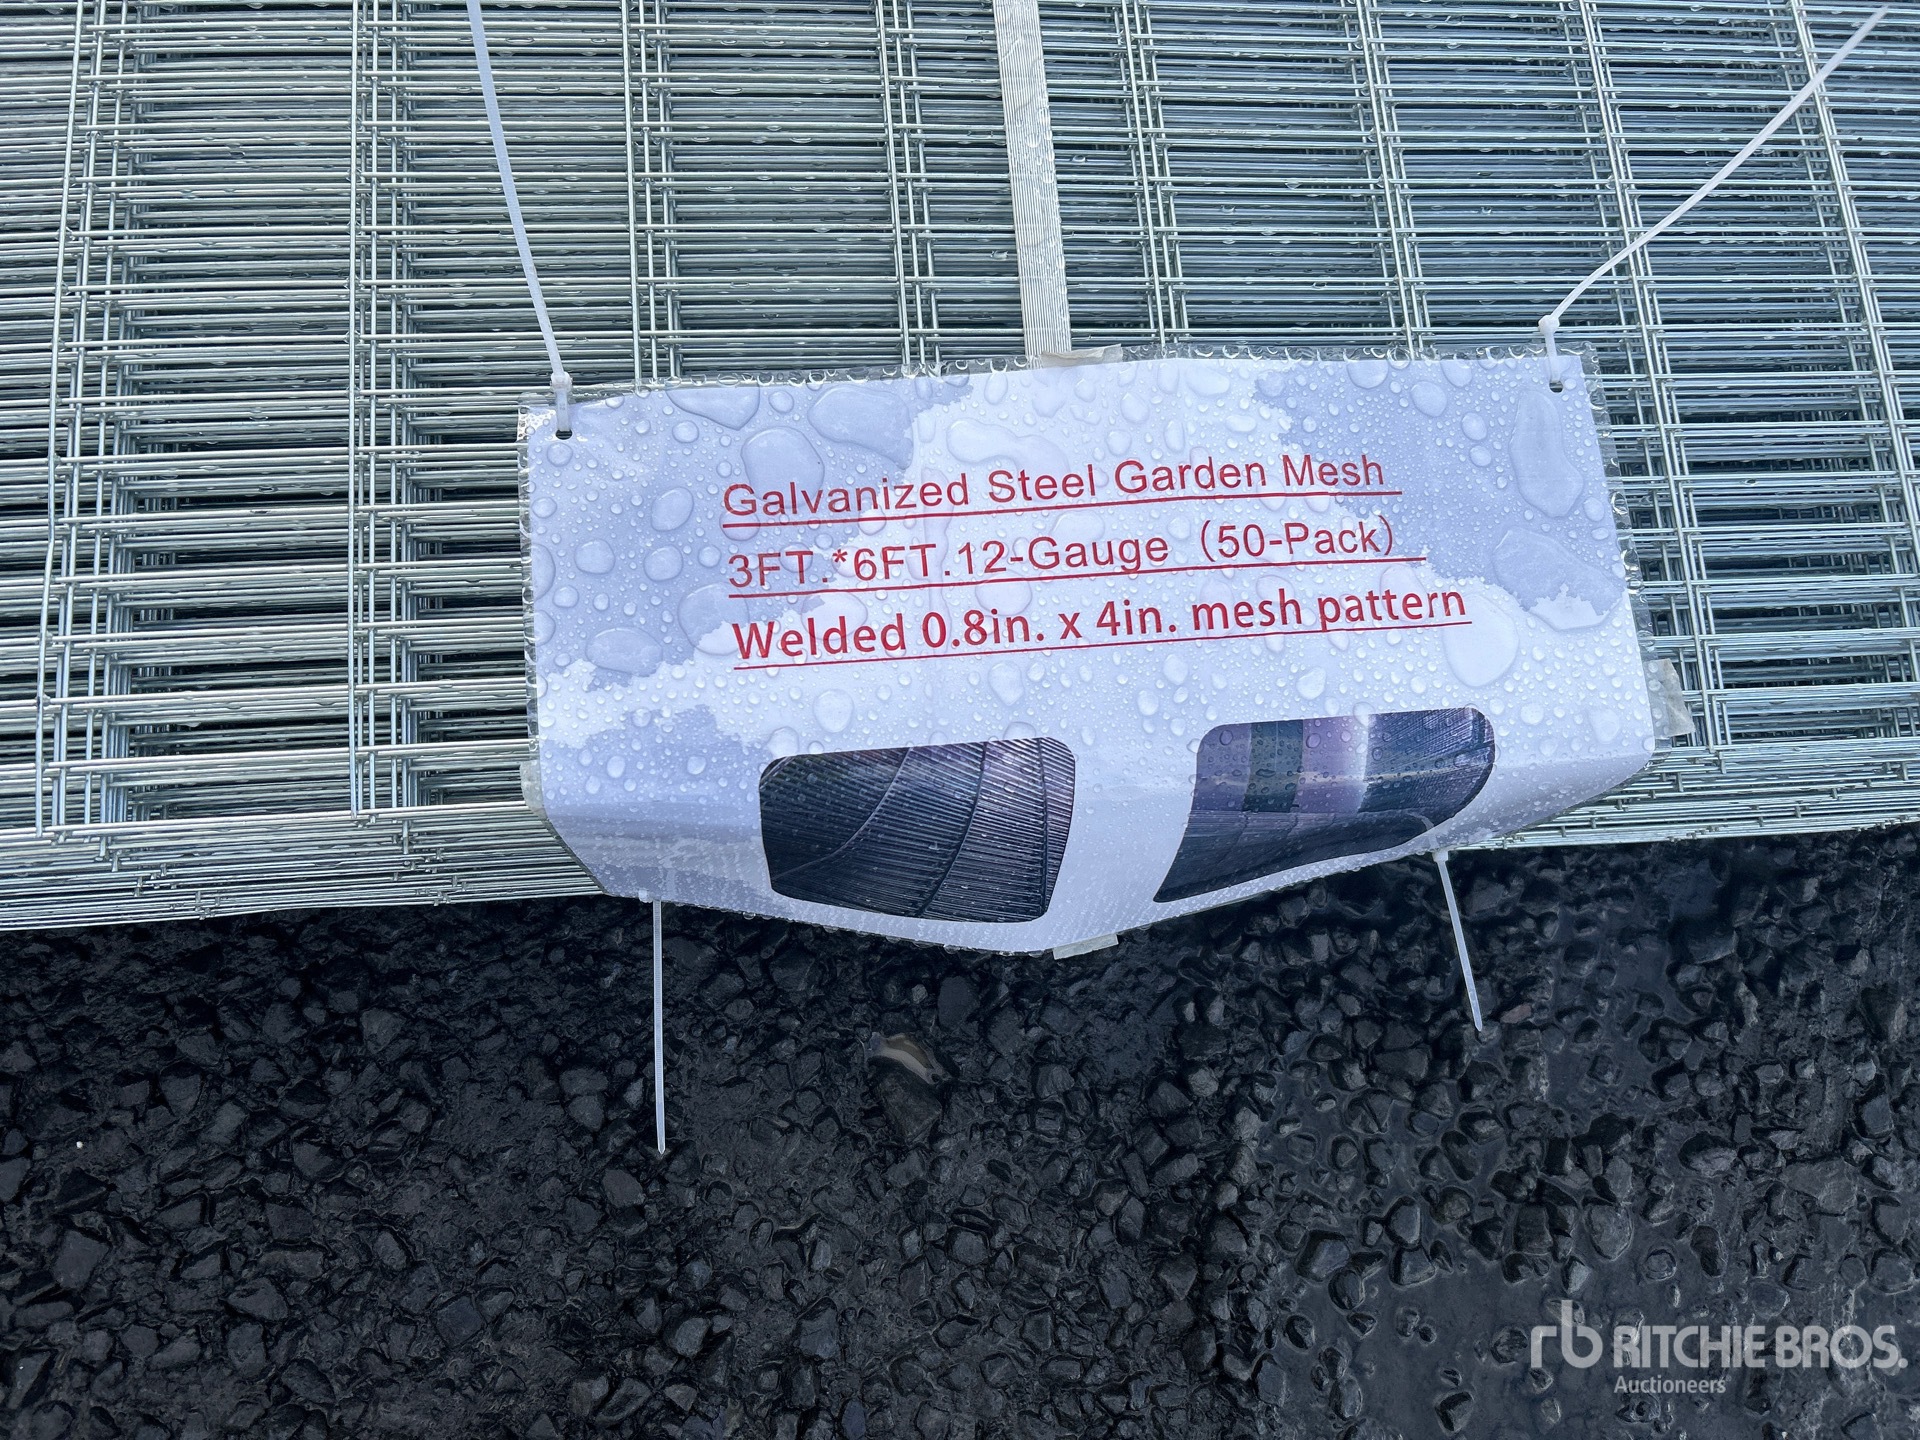 Galvanized Steel Garden Mesh
3FT.*6FT.12-Gauge（50-Pack）
Welded 0.8in. x 4in. mesh pattern
rb RITCHIE BROS.
Auctioneers